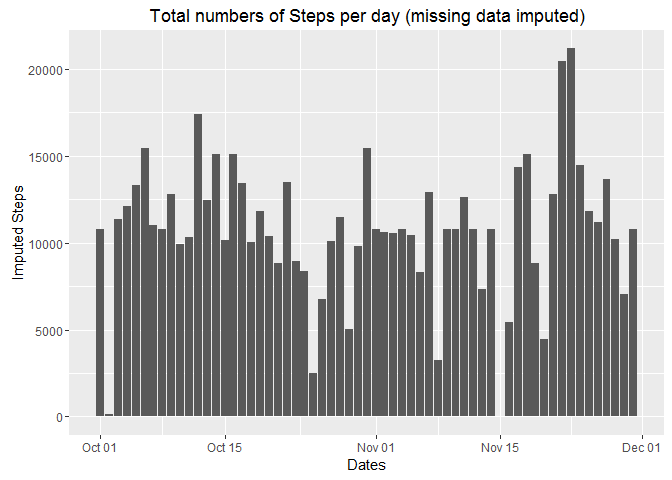 Total numbers of Steps per day (missing data imputed)
20000
15000
10000
5000
0
Imputed Steps
Oct 01
Oct 15
Nov 01
Nov 15
Dec 01
Dates